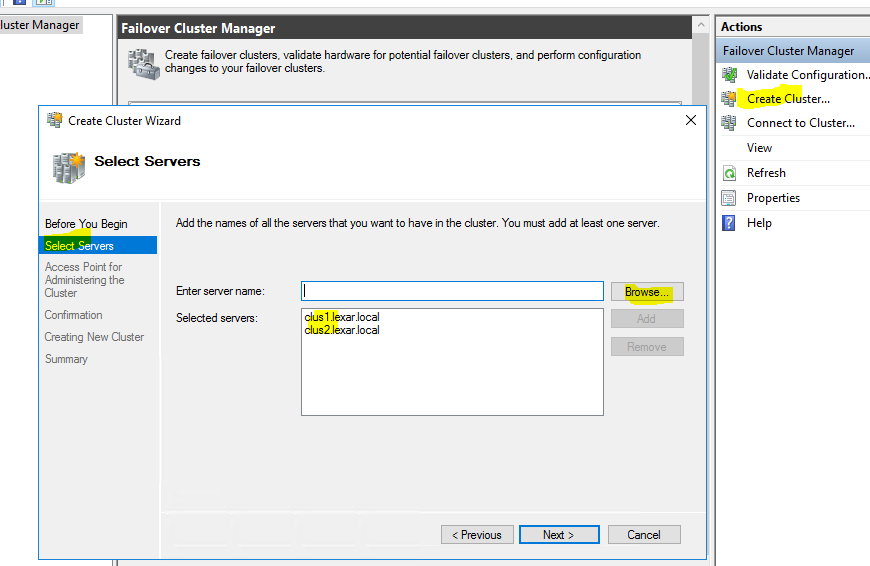 luster Manager
Failover Cluster Manager
Create failover clusters, validate hardware for potential failover clusters, and perform configuration
changes to your failover clusters.
Actions
Failover Cluster Manager
Validate Configuration..
Create Cluster...
Connect to Cluster...
View
Refresh
Properties
Help
Create Cluster Wizard
Select Servers
Before You Begin
Select Servers
Access Point for
Administering the
Cluster
Confirmation
Creating New Cluster
Summary
Add the names of all the servers that you want to have in the cluster. You must add at least one server.
Enter server name:
Browse...
Selected servers:
clus1.lexar.local
clus2.lexar.local
Add
Remove
< Previous
Next >
Cancel